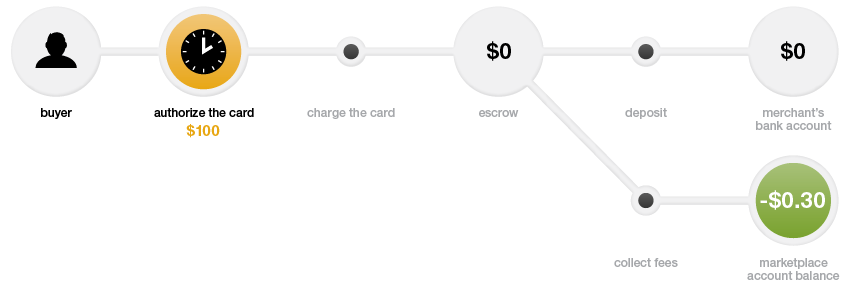 $0
$0
buyer
authorize the card
$100
charge the card
escrow
deposit
merchant's
bank account
-$0.30
collect fees
marketplace
account balance